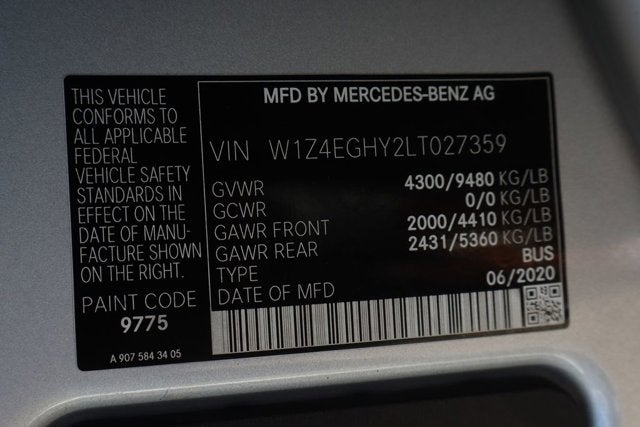 THIS VEHICLE
CONFORMS TO
ALL APPLICABLE
FEDERAL
VEHICLE SAFETY
STANDARDS IN
EFFECT ON THE
DATE OF MANU-
FACTURE SHOWN
ON THE RIGHT.
PAINT CODE
9775
A 907 584 34 05
MFD BY MERCEDES-BENZ AG
VIN W1Z4EGHY2LT027359
GVWR 4300/9480 KG/LB
GCWR 0/0 KG/LB
GAWR FRONT 2000/4410 KG/LB
GAWR REAR 2431/5360 KG/LB
TYPE BUS
DATE OF MFD 06/2020